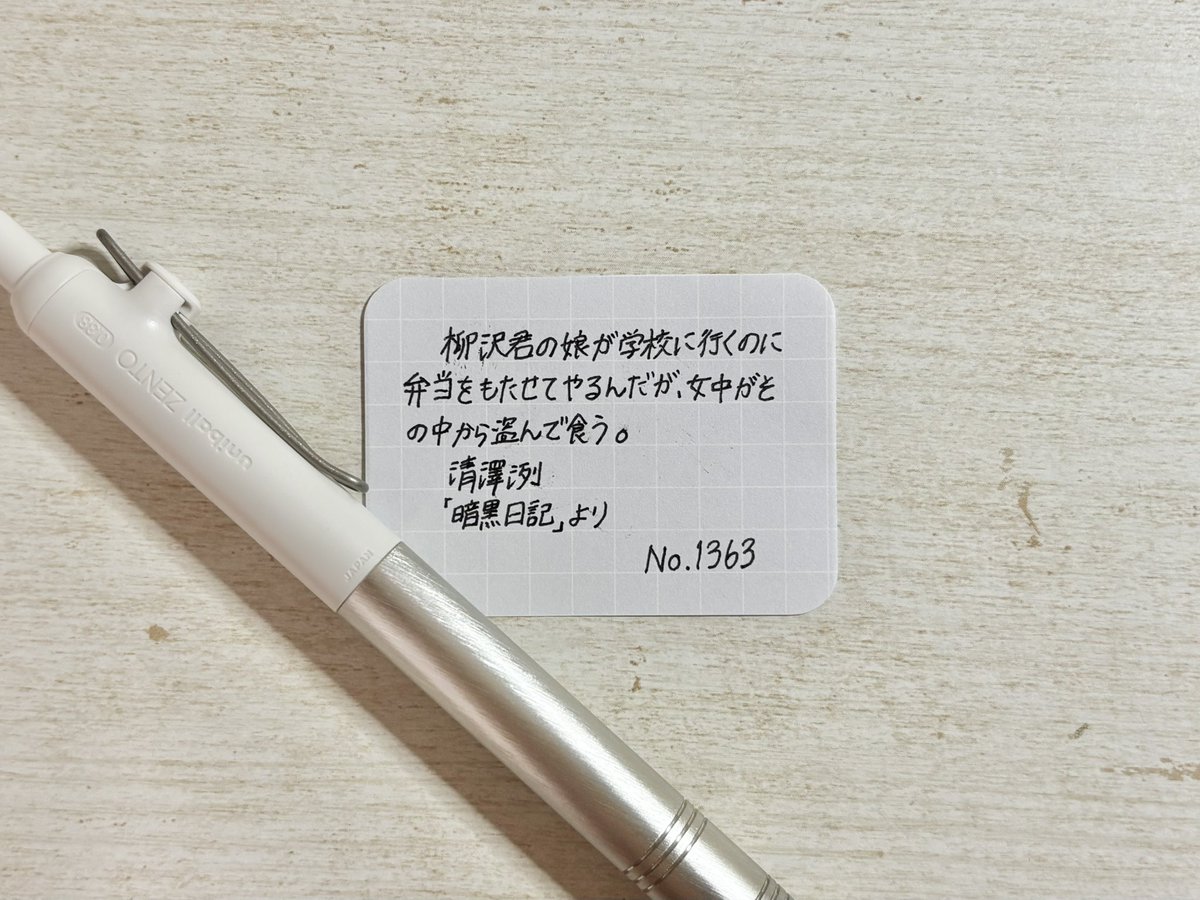 柳沢君の娘が学校に行くのに
弁当をもたせてやるんだが、女中がそ
の中から盗んで食う。
清澤洌
「暗黒日記」より
No.1363
uniball ZENTO 0.38
JAPAN